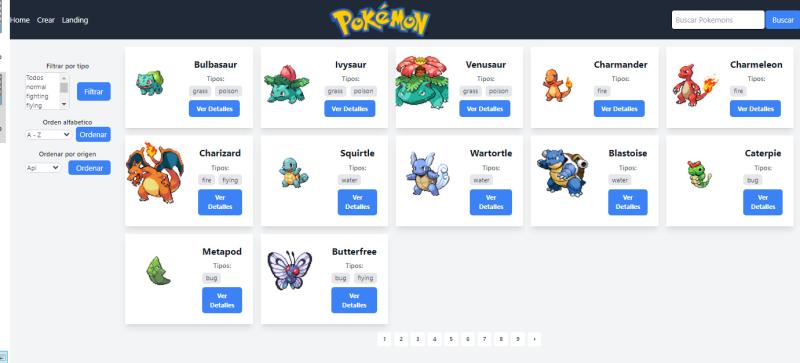 Home Crear Landing
POKéMON
Buscar Pokemons Buscar
Filtrar por tipo
Todos
normal
fighting
flying
Filtrar
Orden alfabetico
A - Z Ordenar
Ordenar por origen
Api Ordenar
Bulbasaur
Tipos:
grass poison
Ver Detalles
Ivysaur
Tipos:
grass poison
Ver Detalles
Venusaur
Tipos:
grass poison
Ver Detalles
Charmander
Tipos:
fire
Ver Detalles
Charmeleon
Tipos:
fire
Ver Detalles
Charizard
Tipos:
fire flying
Ver
Detalles
Squirtle
Tipos:
water
Ver
Detalles
Wartortle
Tipos:
water
Ver
Detalles
Blastoise
Tipos:
water
Ver
Detalles
Caterpie
Tipos:
bug
Ver
Detalles
Metapod
Tipos:
bug
Ver
Detalles
Butterfree
Tipos:
bug flying
Ver
Detalles
1 2 3 4 5 6 7 8 9 ›